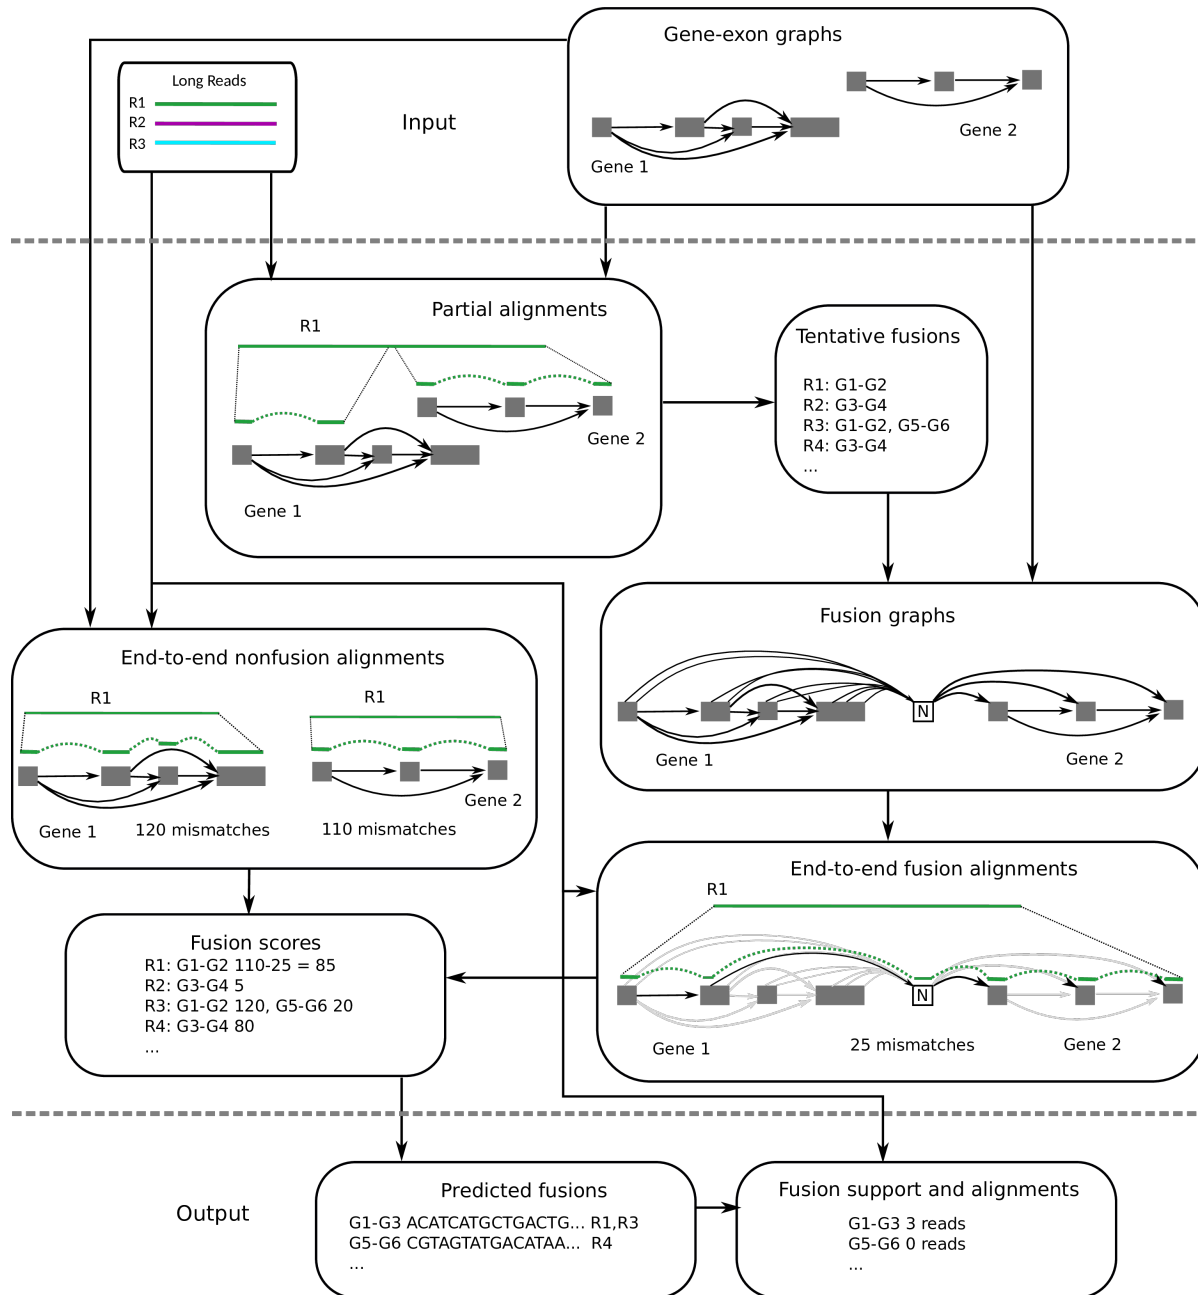 Gene-exon graphs
Gene 1
Gene 2
Long Reads
R1
R2
R3
Input
Partial alignments
R1
Gene 2
Gene 1
Tentative fusions
R1: G1-G2
R2: G3-G4
R3: G1-G2, G5-G6
R4: G3-G4
...
Fusion graphs
N
Gene 1
Gene 2
End-to-end nonfusion alignments
R1
R1
Gene 2
Gene 1
120 mismatches
110 mismatches
End-to-end fusion alignments
R1
N
Gene 1
25 mismatches
Gene 2
Fusion scores
R1: G1-G2 110-25 = 85
R2: G3-G4 5
R3: G1-G2 120, G5-G6 20
R4: G3-G4 80
...
Output
Predicted fusions
G1-G3 ACATCATGCTGACTG... R1,R3
G5-G6 CGTAGTATGACATAA... R4
...
Fusion support and alignments
G1-G3 3 reads
G5-G6 0 reads
...